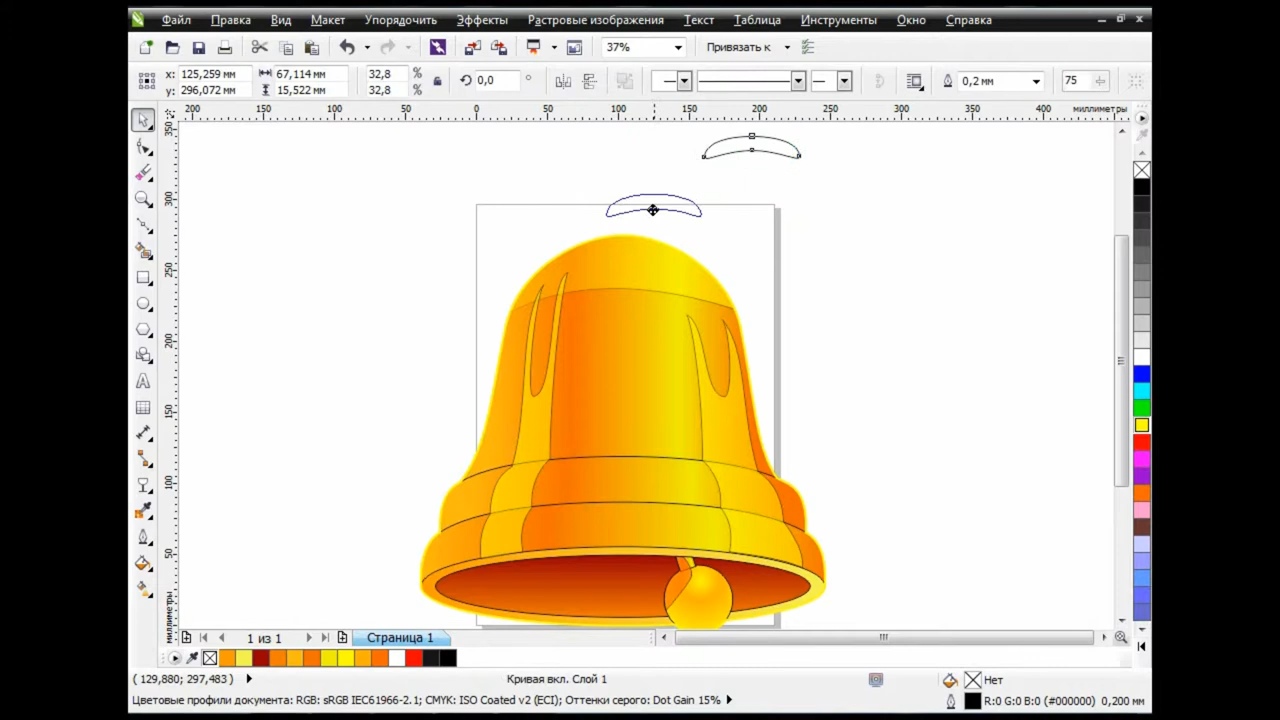 Файл Правка Вид Макет Упорядочить Эффекты Растровые изображения Текст Таблица Инструменты Окно Справка
37% Привязать к
x: 125,259 мм 67,114 мм 32,8 % 0,0 ° 0,2 мм 75
y: 296,072 мм 15,522 мм 32,8 %
200 150 100 50 0 50 100 150 200 250 300 350 400 миллиметры
350
300
250
200
150
100
50
миллиметры
1 из 1 Страница 1
( 129,880; 297,483 ) Кривая вкл. Слой 1 Нет
Цветовые профили документа: RGB: sRGB IEC61966-2.1; CMYK: ISO Coated v2 (ECI); Оттенки серого: Dot Gain 15% R:0 G:0 B:0 (#000000) 0,200 мм